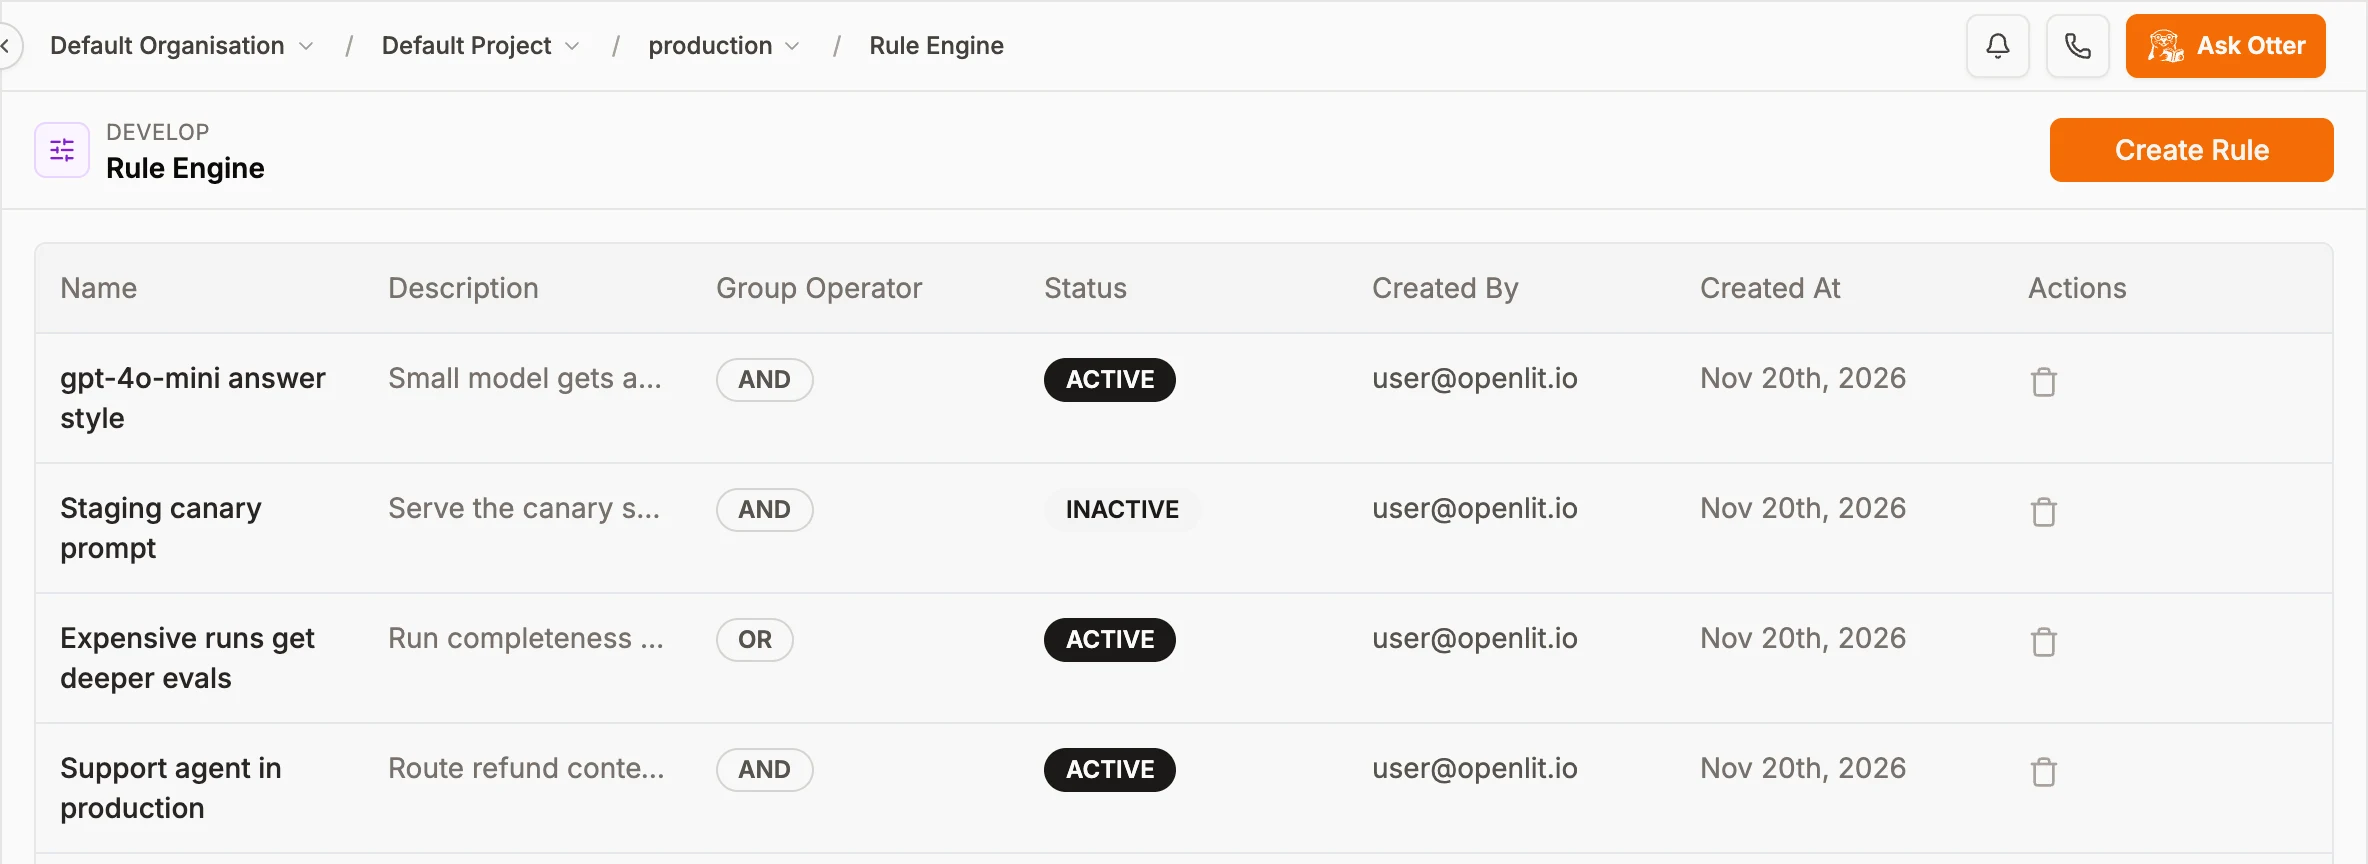 Default Organisation / Default Project / production / Rule Engine
Ask Otter
DEVELOP
Rule Engine
Create Rule
Name Description Group Operator Status Created By Created At Actions
gpt-4o-mini answer style Small model gets a... AND ACTIVE user@openlit.io Nov 20th, 2026
Staging canary prompt Serve the canary s... AND INACTIVE user@openlit.io Nov 20th, 2026
Expensive runs get deeper evals Run completeness ... OR ACTIVE user@openlit.io Nov 20th, 2026
Support agent in production Route refund conte... AND ACTIVE user@openlit.io Nov 20th, 2026